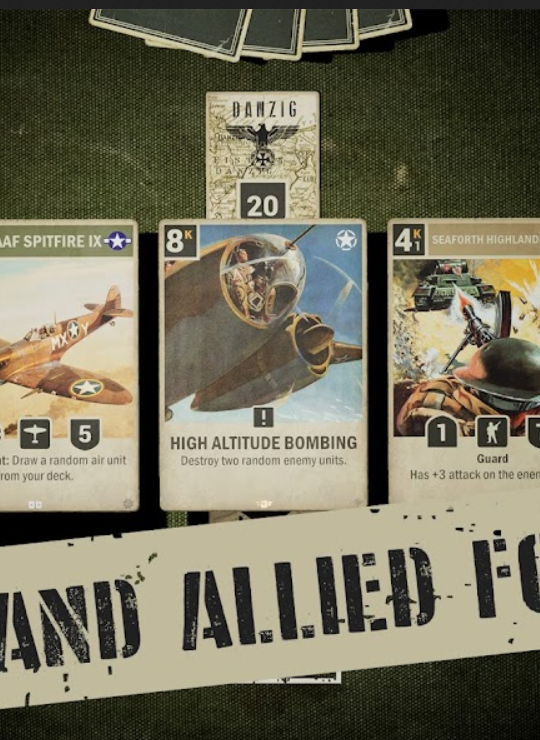 DANZIG
20
AAF SPITFIRE IX
8K
4K
1
SEAFORTH HIGHLAND
MX Y
5
1
t: Draw a random air unit
from your deck.
!
HIGH ALTITUDE BOMBING
Destroy two random enemy units.
Guard
Has +3 attack on the enem
AND ALLIED FO